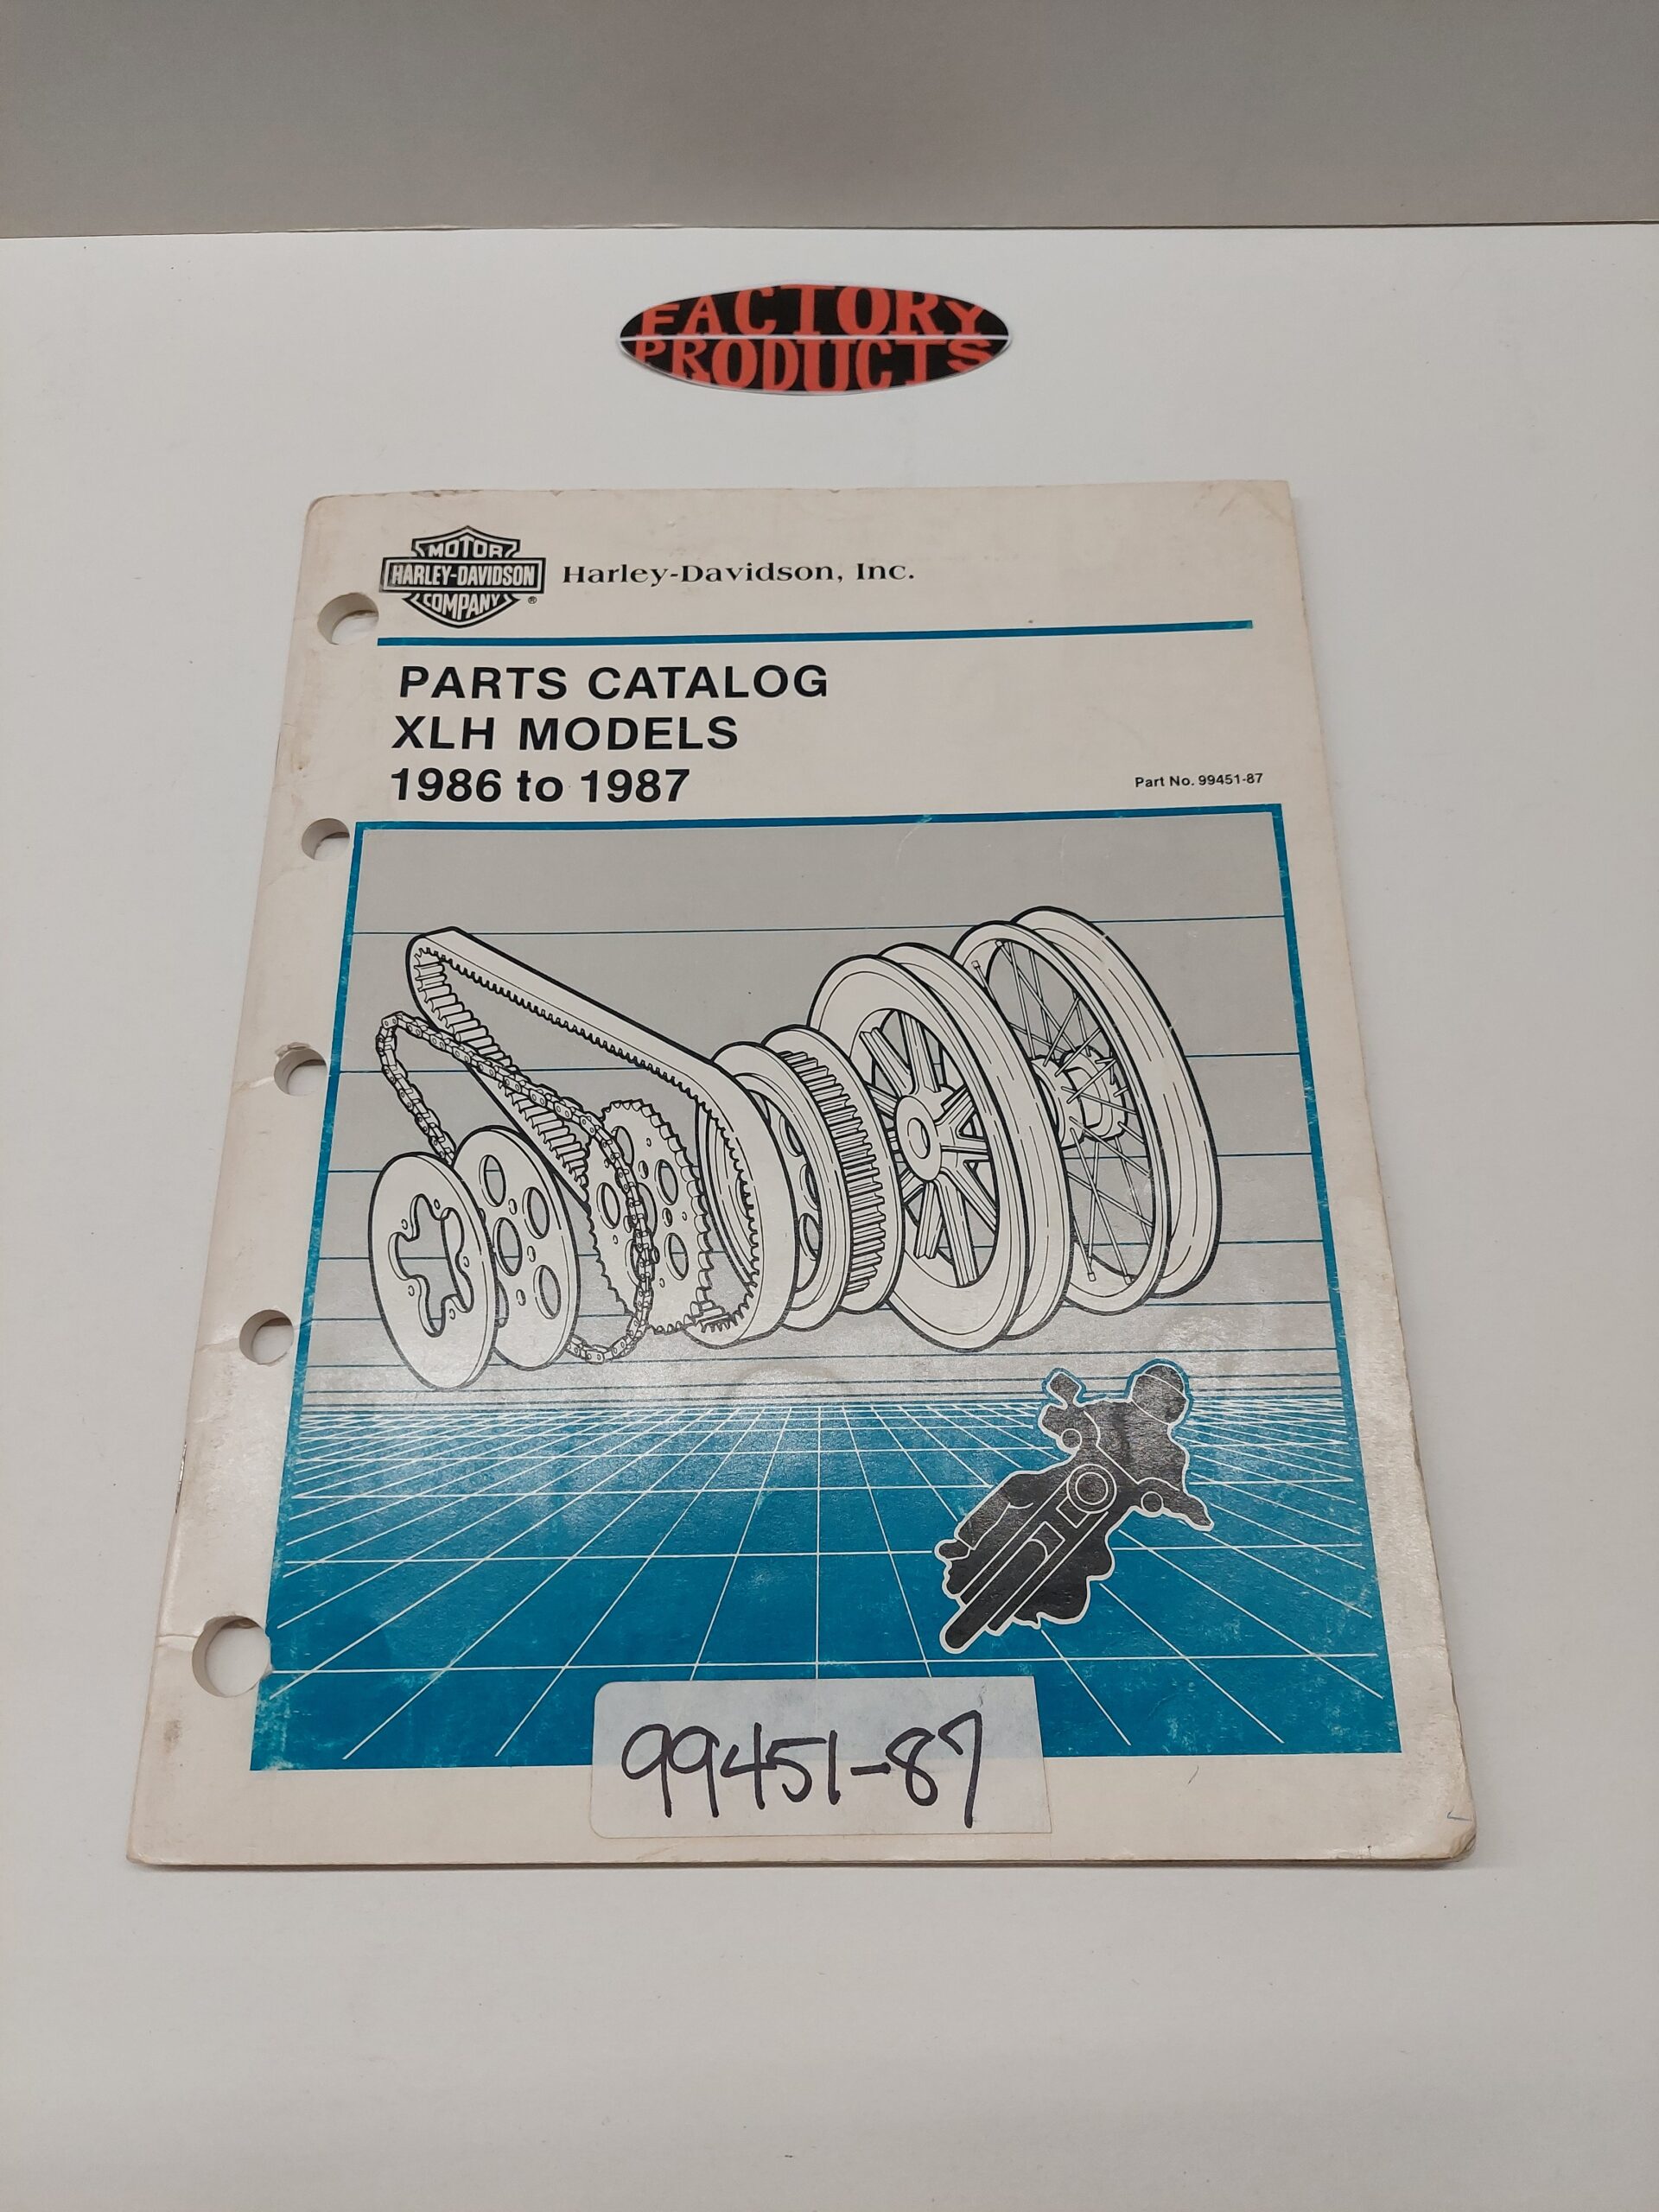 FACTORY
PRODUCTS
MOTOR
HARLEY-DAVIDSON
COMPANY
®
Harley-Davidson, Inc.
PARTS CATALOG
XLH MODELS
1986 to 1987
Part No. 99451-87
99451-87